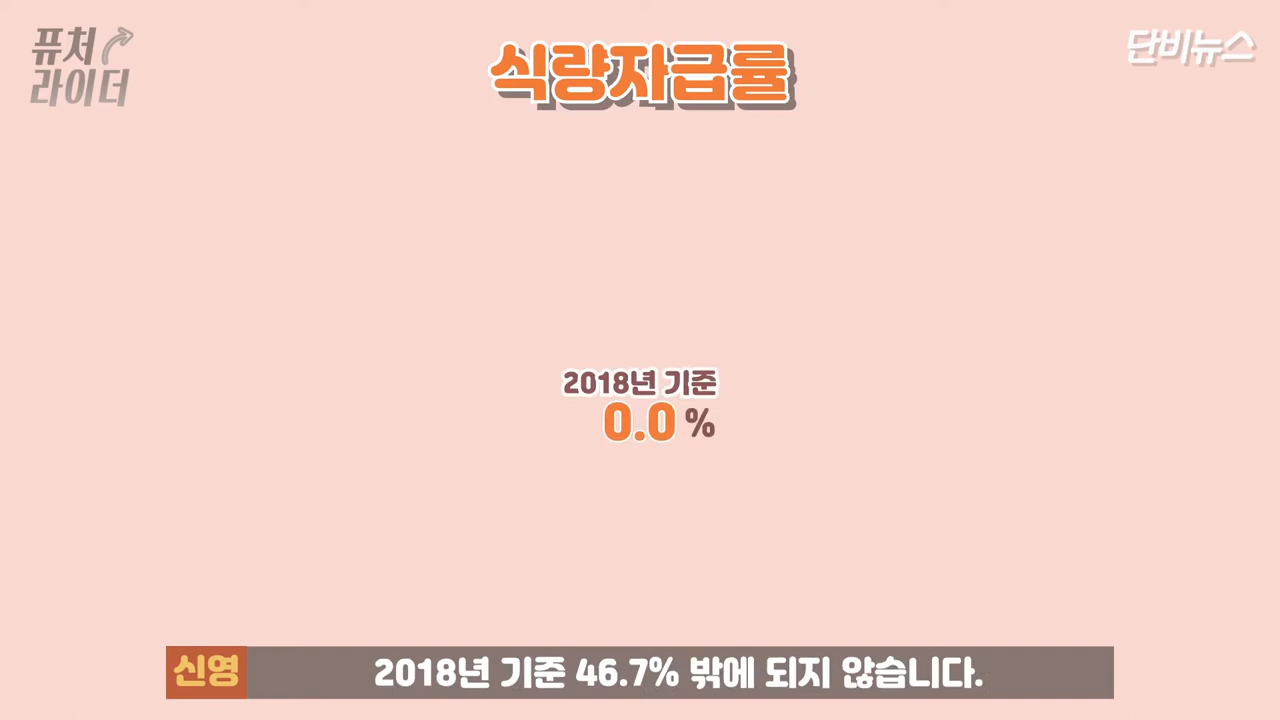 퓨처
라이더
식량자급률
단비뉴스
2018년 기준
0.0 %
신영
2018년 기준 46.7% 밖에 되지 않습니다.